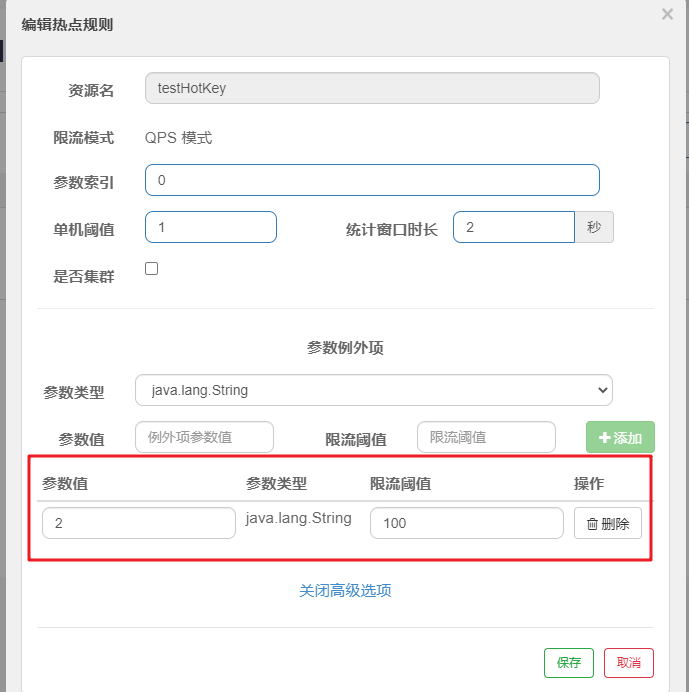 编辑热点规则 ×
资源名 testHotKey
限流模式 QPS 模式
参数索引 0
单机阈值 1 统计窗口时长 2 秒
是否集群
参数例外项
参数类型 java.lang.String
参数值 例外项参数值 限流阈值 限流阈值 添加
参数值 参数类型 限流阈值 操作
2 java.lang.String 100 删除
关闭高级选项
保存 取消